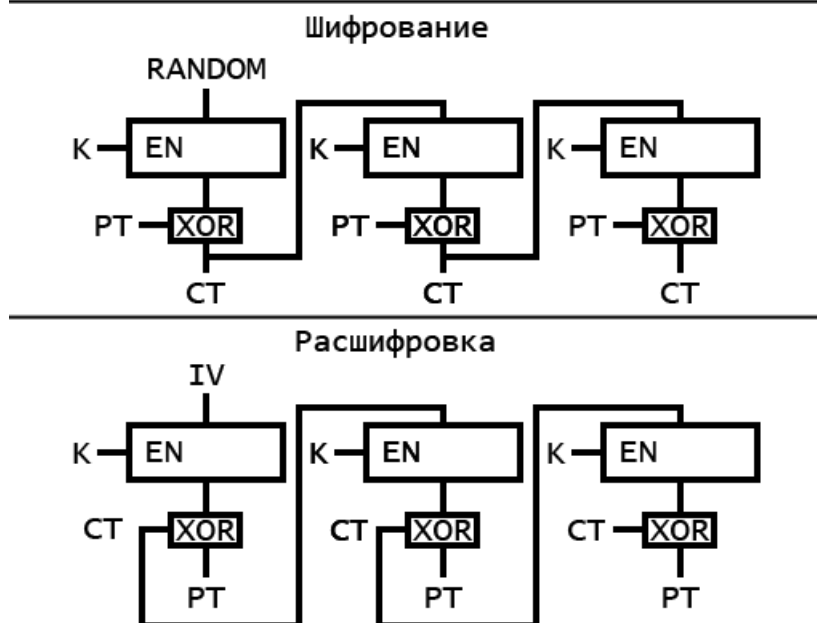 Шифрование
RANDOM
K EN K EN K EN
PT XOR PT XOR PT XOR
CT CT CT
Расшифровка
IV
K EN K EN K EN
CT XOR CT XOR CT XOR
PT PT PT